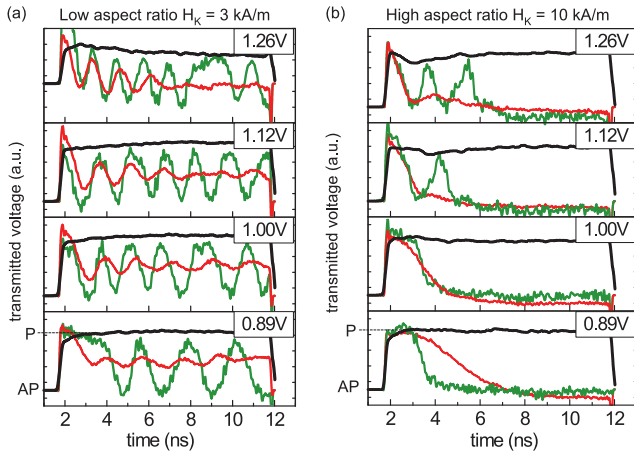 (a) Low aspect ratio H_K = 3 kA/m
1.26V
1.12V
1.00V
0.89V
P
AP
transmitted voltage (a.u.)
2 4 6 8 10 12
time (ns)
(b) High aspect ratio H_K = 10 kA/m
1.26V
1.12V
1.00V
0.89V
P
AP
transmitted voltage (a.u.)
2 4 6 8 10 12
time (ns)